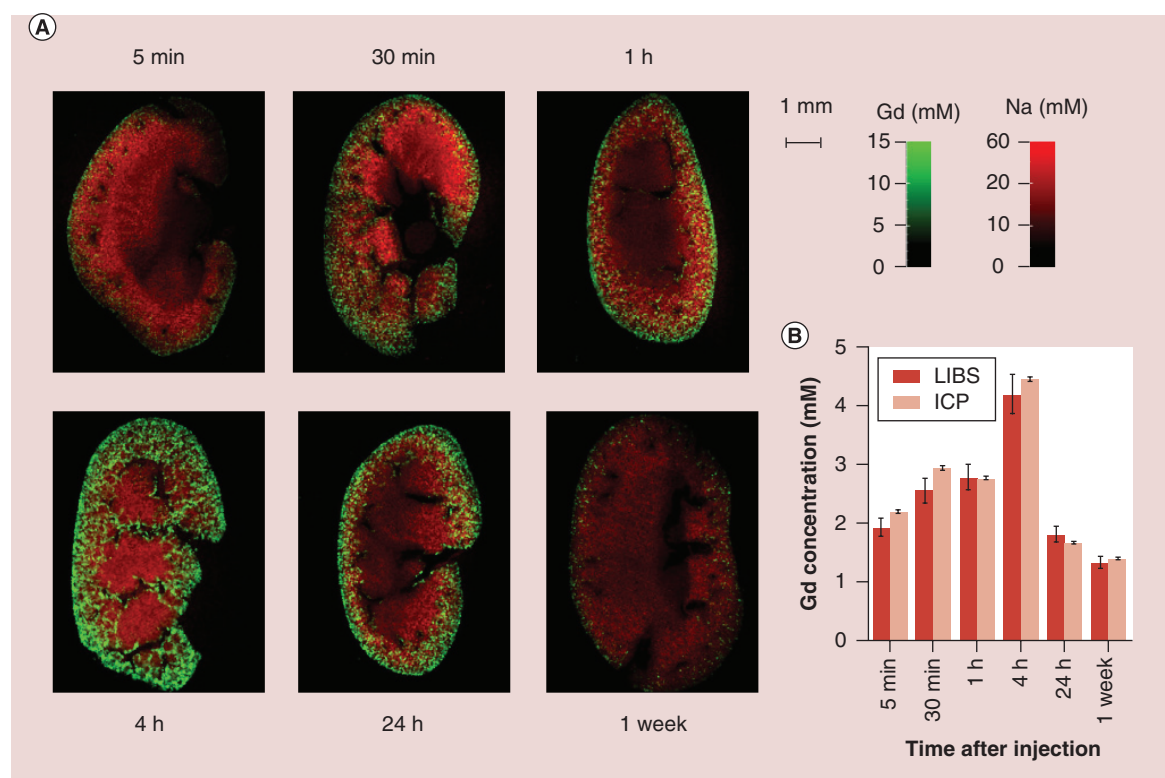 A
5 min
30 min
1 h
1 mm
Gd (mM)
Na (mM)
15
10
5
0
60
20
10
0
4 h
24 h
1 week
B
Gd concentration (mM)
5
4
3
2
1
0
LIBS
ICP
5 min
30 min
1 h
4 h
24 h
1 week
Time after injection